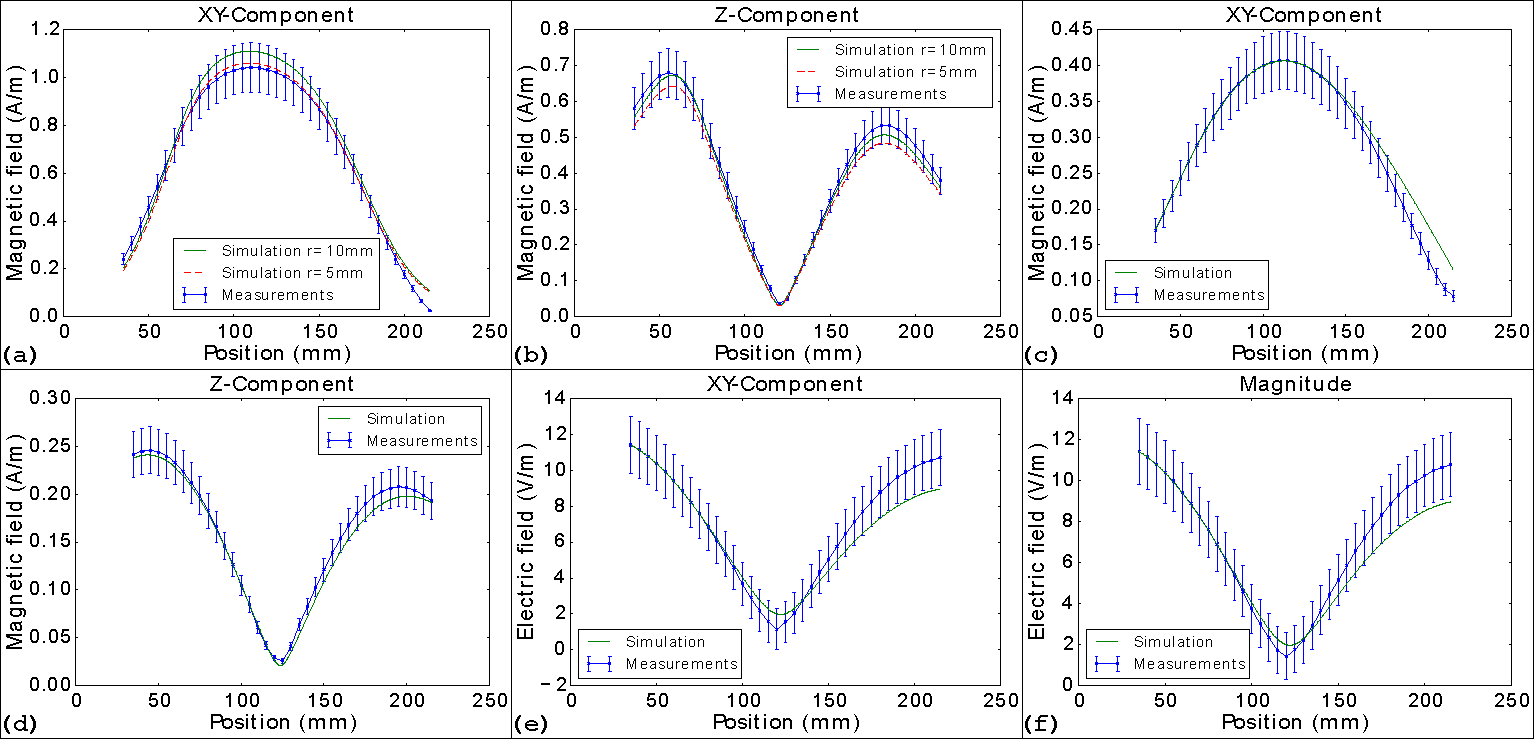 XY-Component
Magnetic field (A/m)
1.2
1.0
0.8
0.6
0.4
0.2
0.0
Simulation r=10mm
Simulation r=5mm
Measurements
0 50 100 150 200 250
Position (mm)
(a)
Z-Component
Magnetic field (A/m)
0.8
0.7
0.6
0.5
0.4
0.3
0.2
0.1
0.0
Simulation r=10mm
Simulation r=5mm
Measurements
0 50 100 150 200 250
Position (mm)
(b)
XY-Component
Magnetic field (A/m)
0.45
0.40
0.35
0.30
0.25
0.20
0.15
0.10
0.05
Simulation
Measurements
0 50 100 150 200 250
Position (mm)
(c)
Z-Component
Magnetic field (A/m)
0.30
0.25
0.20
0.15
0.10
0.05
0.00
Simulation
Measurements
0 50 100 150 200 250
Position (mm)
(d)
XY-Component
Electric field (V/m)
14
12
10
8
6
4
2
0
−2
Simulation
Measurements
0 50 100 150 200 250
Position (mm)
(e)
Magnitude
Electric field (V/m)
14
12
10
8
6
4
2
0
Simulation
Measurements
0 50 100 150 200 250
Position (mm)
(f)